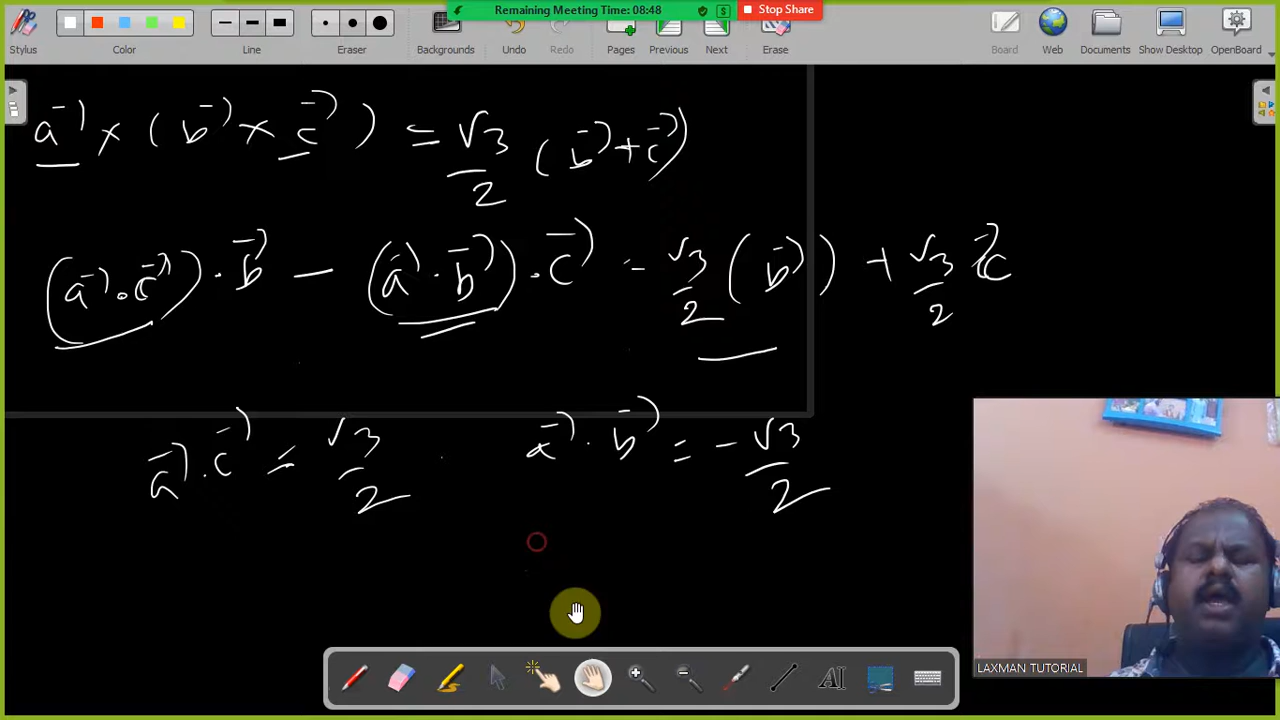 Remaining Meeting Time: 08:48 Stop Share
Stylus Color Line Eraser Backgrounds Undo Redo Pages Previous Next Erase Board Web Documents Show Desktop OpenBoard
a⃗ × (b⃗ × c⃗) = √3/2 (b⃗ + c⃗)
(a⃗ · c⃗) · b⃗ − (a⃗ · b⃗) · c⃗ = √3/2 (b⃗) + √3/2 c⃗
a⃗ · c⃗ = √3/2 a⃗ · b⃗ = −√3/2
LAXMAN TUTORIAL